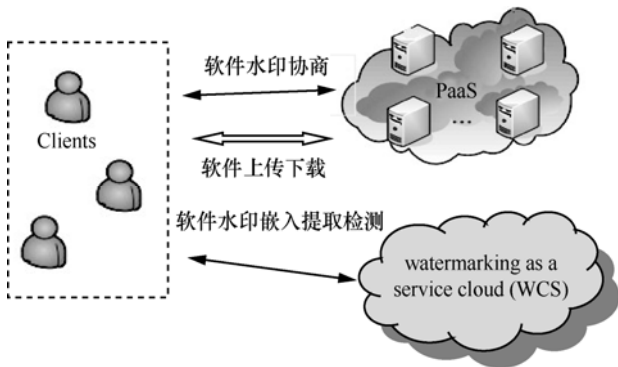 软件水印协商
PaaS
...
Clients
软件上传下载
软件水印嵌入提取检测
watermarking as a
service cloud (WCS)